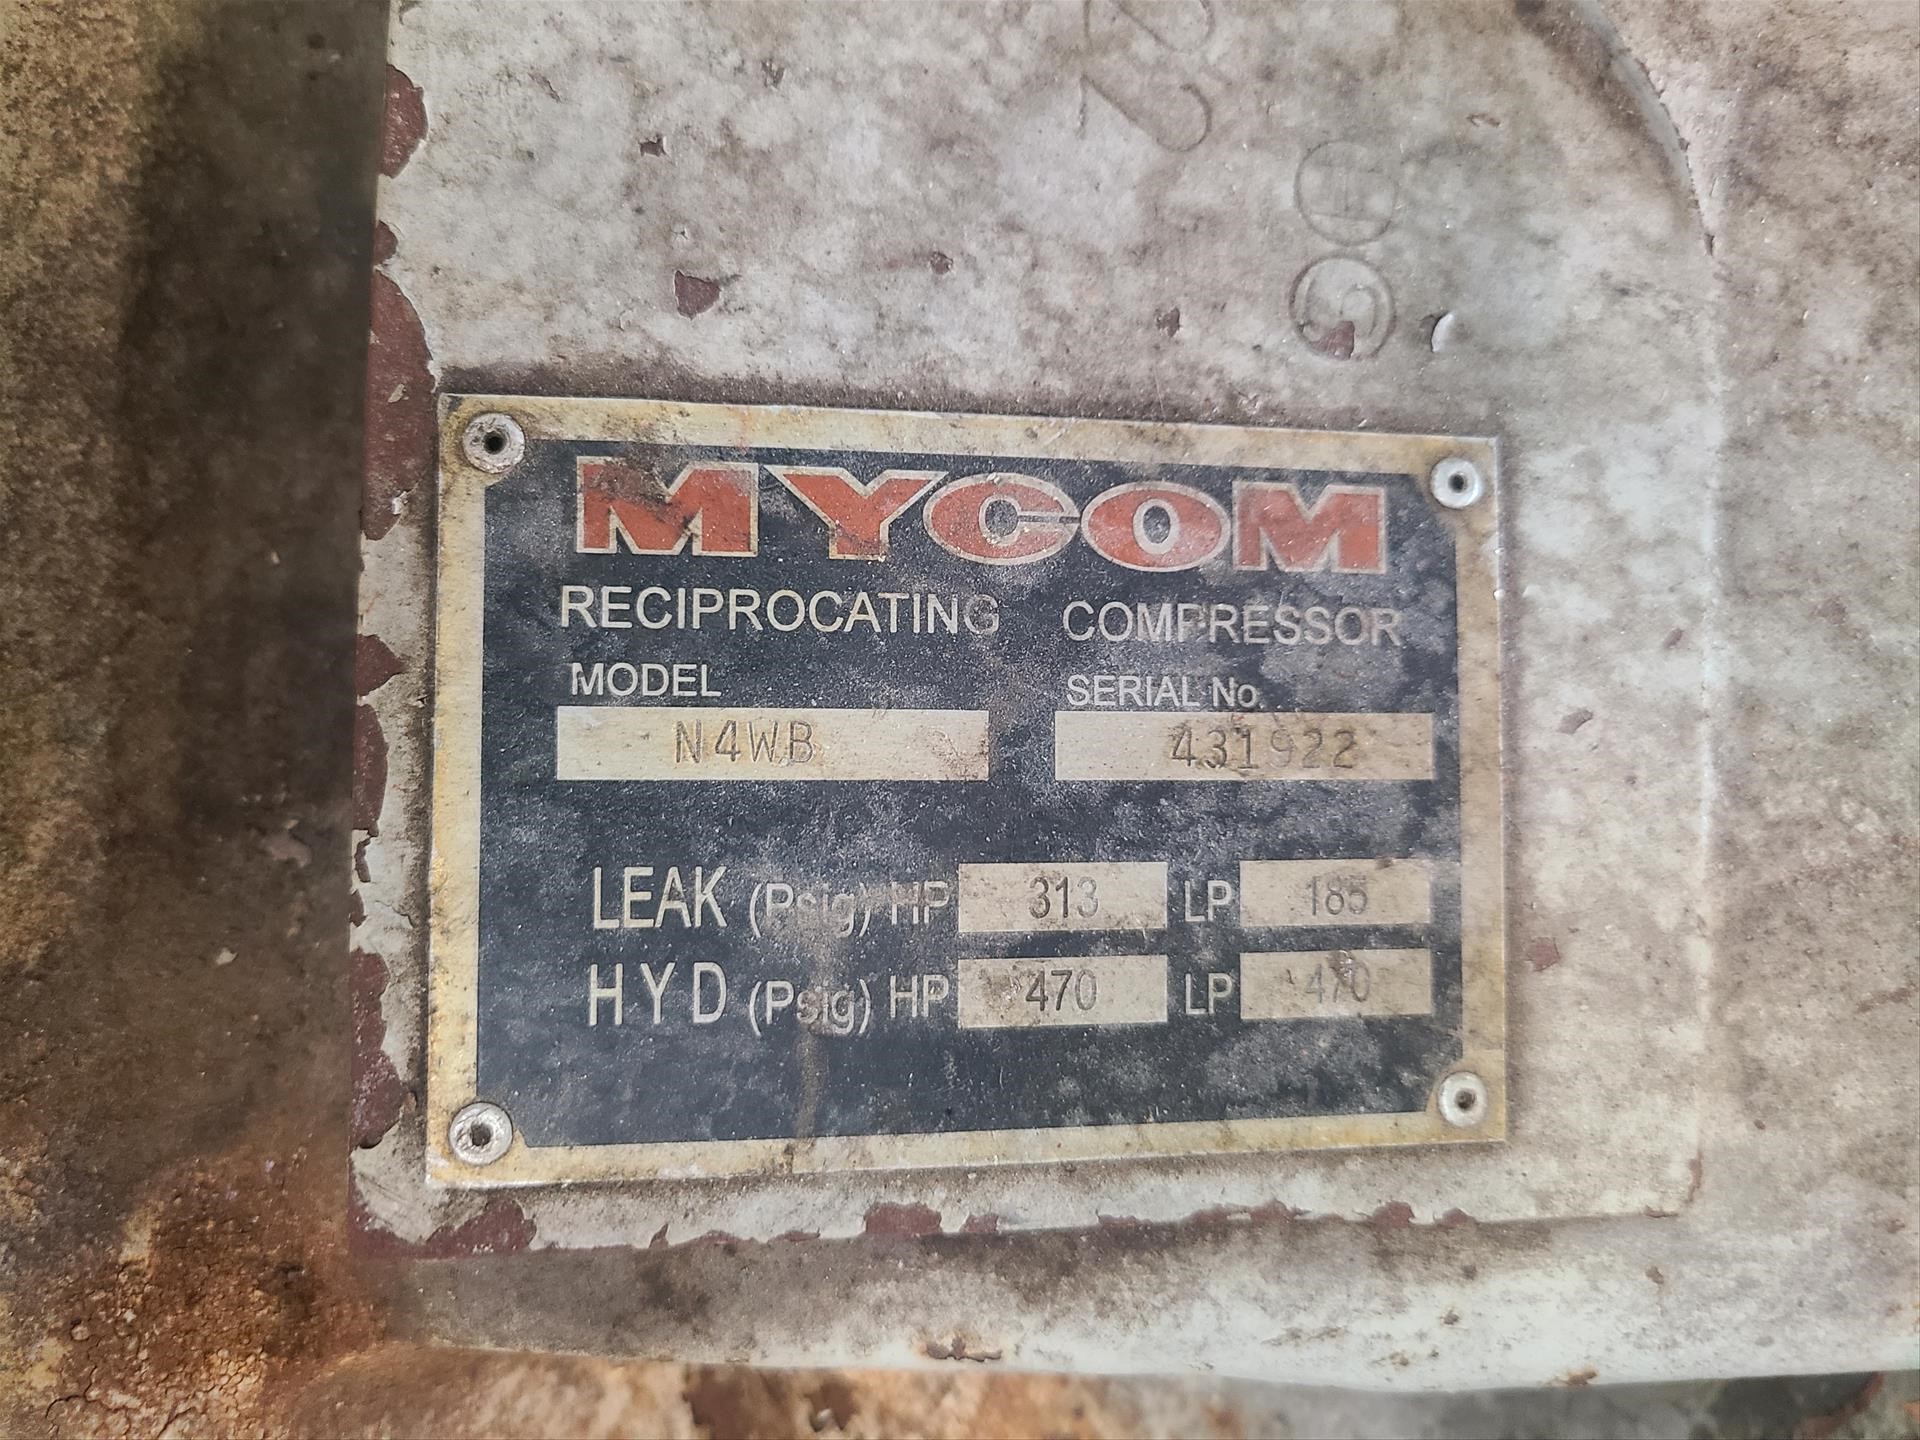 MYCOM
RECIPROCATING COMPRESSOR
MODEL SERIAL No.
N4WB 431922
LEAK (Psig) HP 313 LP 185
HYD (Psig) HP 470 LP 470